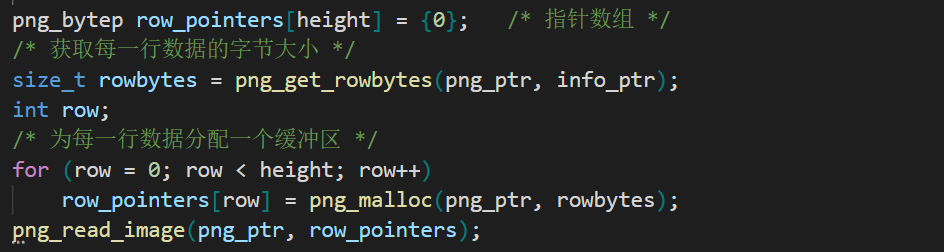 png_bytep row_pointers[height] = {0};   /* 指针数组 */
/* 获取每一行数据的字节大小 */
size_t rowbytes = png_get_rowbytes(png_ptr, info_ptr);
int row;
/* 为每一行数据分配一个缓冲区 */
for (row = 0; row < height; row++)
    row_pointers[row] = png_malloc(png_ptr, rowbytes);
png_read_image(png_ptr, row_pointers);